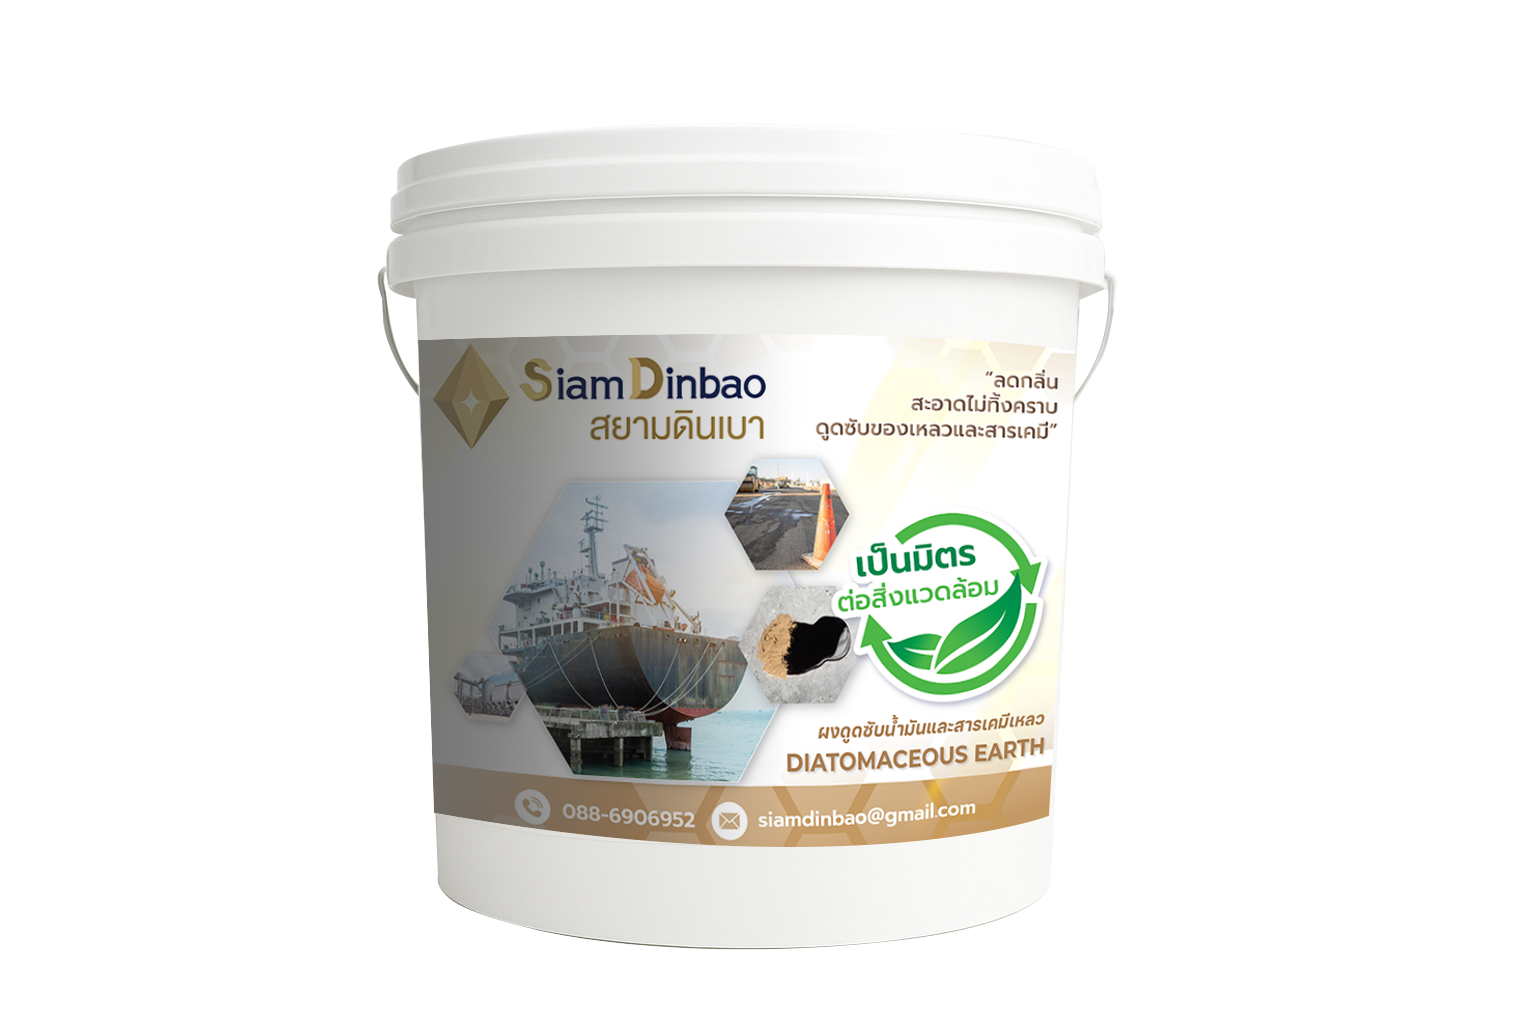 Siam Dinbao
สยามดินเบา
"ลดกลิ่น
สะอาดไม่ทิ้งคราบ
ดูดซับของเหลวและสารเคมี"
เป็นมิตร
ต่อสิ่งแวดล้อม
ผงดูดซับน้ำมันและสารเคมีเหลว
DIATOMACEOUS EARTH
088-6906952
siamdinbao@gmail.com